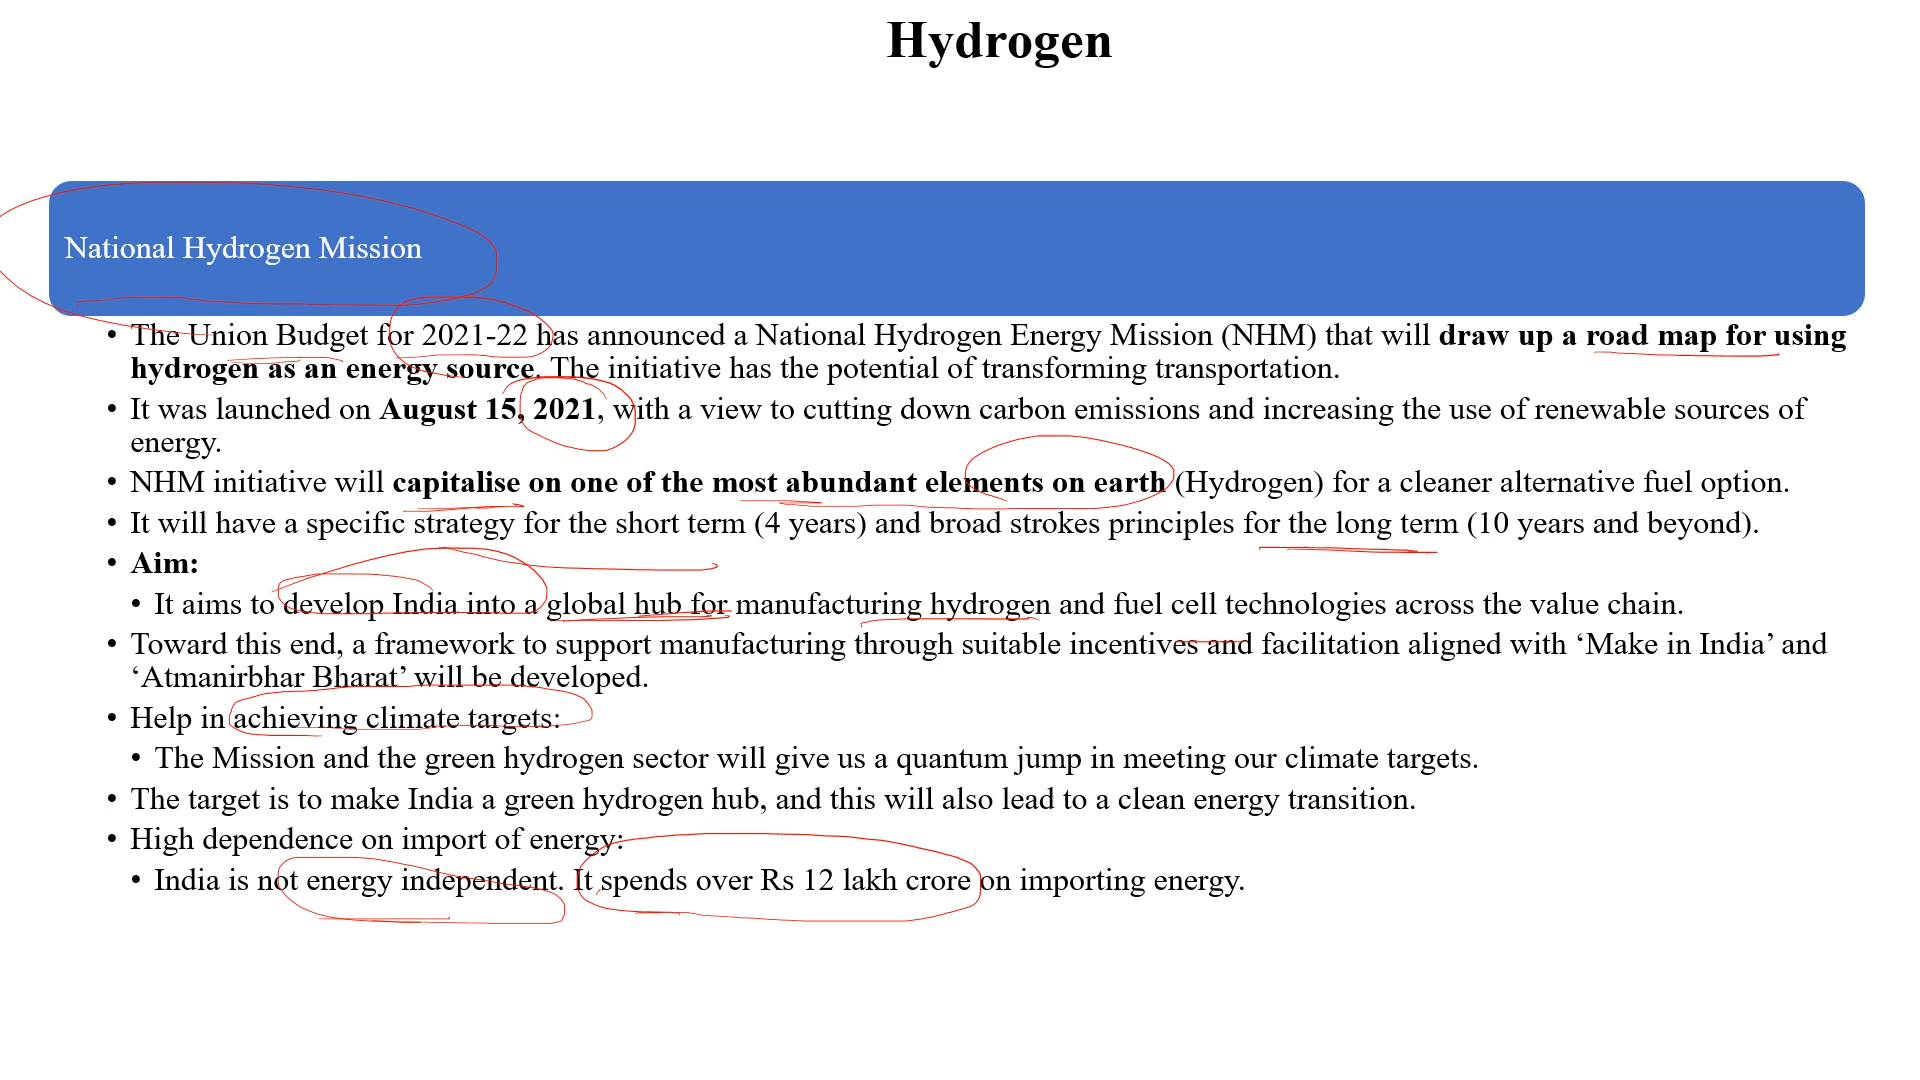 Hydrogen
National Hydrogen Mission
• The Union Budget for 2021-22 has announced a National Hydrogen Energy Mission (NHM) that will draw up a road map for using
hydrogen as an energy source. The initiative has the potential of transforming transportation.
• It was launched on August 15, 2021, with a view to cutting down carbon emissions and increasing the use of renewable sources of
energy.
• NHM initiative will capitalise on one of the most abundant elements on earth (Hydrogen) for a cleaner alternative fuel option.
• It will have a specific strategy for the short term (4 years) and broad strokes principles for the long term (10 years and beyond).
• Aim:
• It aims to develop India into a global hub for manufacturing hydrogen and fuel cell technologies across the value chain.
• Toward this end, a framework to support manufacturing through suitable incentives and facilitation aligned with ‘Make in India’ and
‘Atmanirbhar Bharat’ will be developed.
• Help in achieving climate targets:
• The Mission and the green hydrogen sector will give us a quantum jump in meeting our climate targets.
• The target is to make India a green hydrogen hub, and this will also lead to a clean energy transition.
• High dependence on import of energy:
• India is not energy independent. It spends over Rs 12 lakh crore on importing energy.